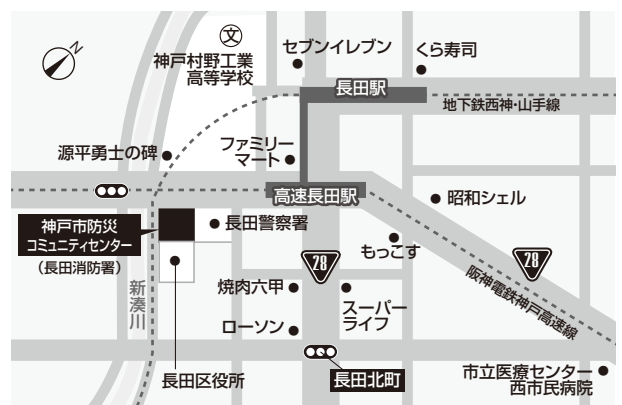 N
文
神戸村野工業
高等学校
セブンイレブン
くら寿司
長田駅
地下鉄西神・山手線
源平勇士の碑
ファミリー
マート
高速長田駅
昭和シェル
神戸市防災
コミュニティセンター
(長田消防署)
長田警察署
28
もっこす
28
阪神電鉄神戸高速線
新湊川
焼肉六甲
スーパー
ライフ
ローソン
長田区役所
長田北町
市立医療センター
西市民病院